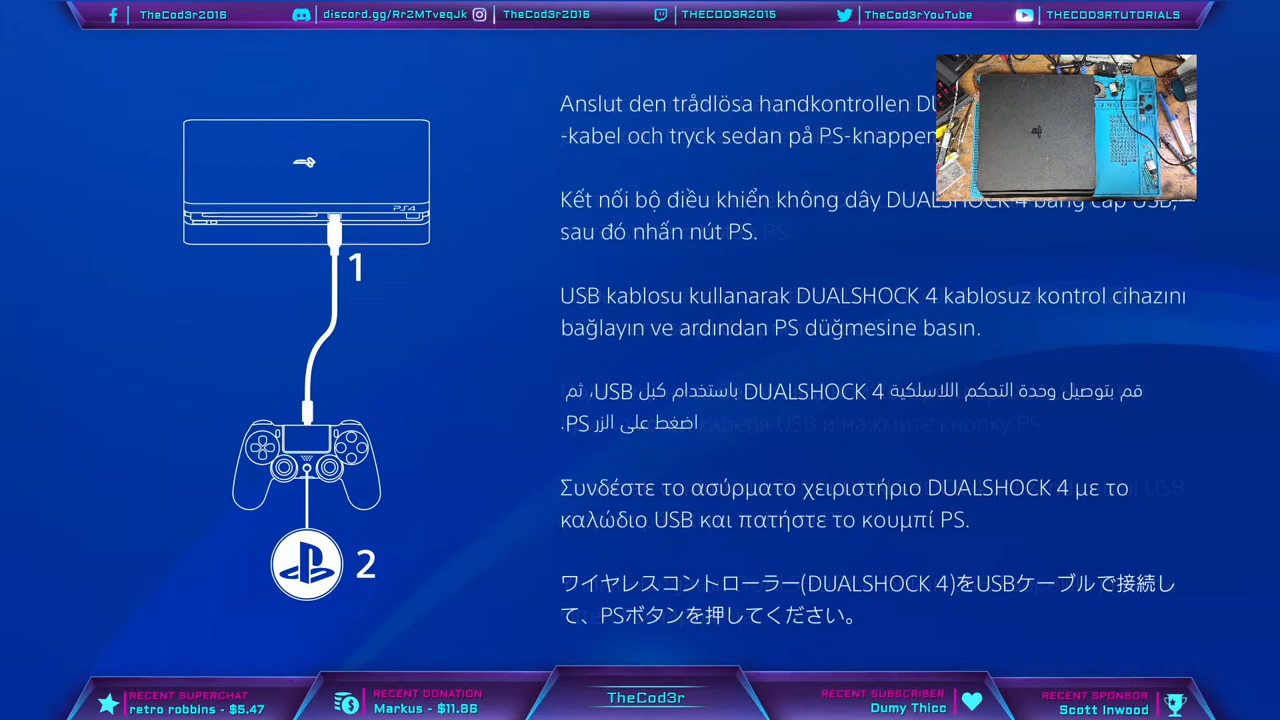 TheCod3r2016
discord.gg/Rr2MTveqJk
TheCod3r2016
THECOD3R2015
TheCod3rYouTube
THECOD3RTUTORIALS
Anslut den trådlösa handkontrollen
-kabel och tryck sedan på PS-knappen
Kết nối bộ điều khiển không dây DUALSHOCK 4 bằng cáp USB,
sau đó nhấn nút PS.
USB kablosu kullanarak DUALSHOCK 4 kablosuz kontrol cihazını
bağlayın ve ardından PS düğmesine basın.
قم بتوصيل وحدة التحكم اللاسلكية DUALSHOCK 4 باستخدام كبل USB، ثم
اضغط على الزر PS.
Συνδέστε το ασύρματο χειριστήριο DUALSHOCK 4 με το
καλώδιο USB και πατήστε το κουμπί PS.
ワイヤレスコントローラー(DUALSHOCK 4)をUSBケーブルで接続し
て、PSボタンを押してください。
PS4
1
2
RECENT SUPERCHAT
retro robbins - $5.47
RECENT DONATION
Markus - $11.86
TheCod3r
RECENT SUBSCRIBER
Dumy Thicc
RECENT SPONSOR
Scott Inwood